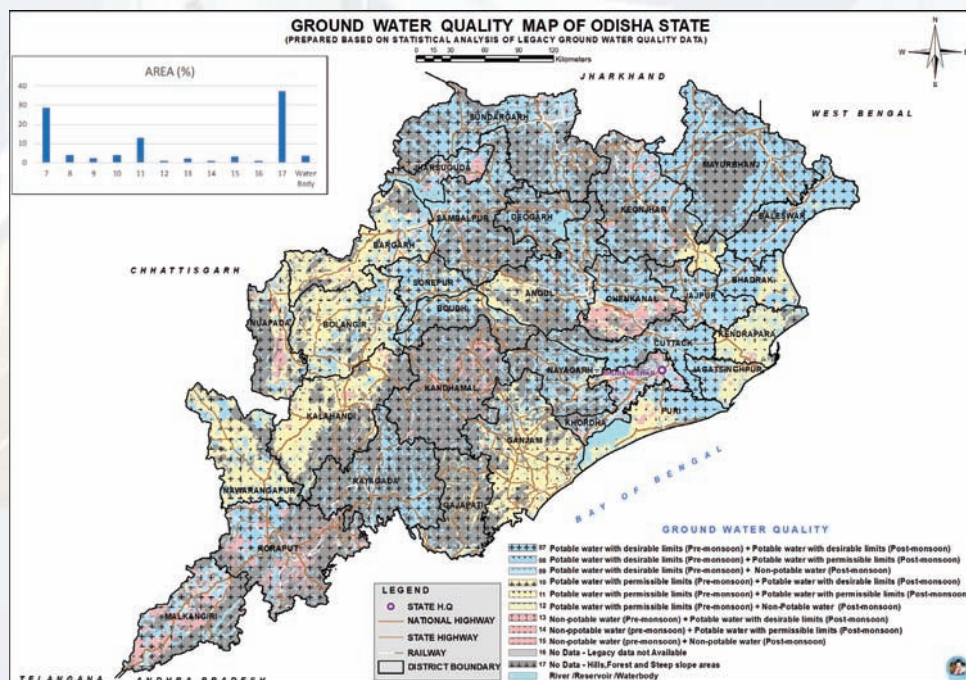 GROUND WATER QUALITY MAP OF ODISHA STATE
(PREPARED BASED ON STATISTICAL ANALYSIS OF LEGACY GROUND WATER QUALITY DATA)
0 15 30 60 90 120
Kilometers
N
W
S
AREA (%)
40
30
20
10
0
7 8 9 10 11 12 13 14 15 16 17 Water Body
JHARKHAND
WEST BENGAL
CHHATTISGARH
BAY OF BENGAL
TELANGANA
ANDHRA PRADESH
SUNDARGARH
JHARSUGUDA
MAYURBHANJ
KEONJHAR
SAMBALPUR
DEOGARH
BALESWAR
BARGARH
BHADRAK
SONEPUR
ANGUL
DHENKANAL
JAJPUR
NUAPADA
BOLANGIR
BOUDH
KENDRAPARA
CUTTACK
NAYAGARH
JAGATSINGHPUR
KANDHAMAL
KALAHANDI
PURI
KHORDHA
GANJAM
NAWARANGAPUR
RAYAGADA
GAJAPATI
KORAPUT
MALKANGIRI
LEGEND
STATE H.Q
NATIONAL HIGHWAY
STATE HIGHWAY
RAILWAY
DISTRICT BOUNDARY
GROUND WATER QUALITY
07 Potable water with desirable limits (Pre-monsoon) + Potable water with desirable limits (Post-monsoon)
08 Potable water with desirable limits (Pre-monsoon) + Potable water with permissible limits (Post-monsoon)
09 Potable water with desirable limits (Pre-monsoon) + Non-potable water (Post-monsoon)
10 Potable water with permissible limits (Pre-monsoon) + Potable water with desirable limits (Post-monsoon)
11 Potable water with permissible limits (Pre-monsoon) + Potable water with permissible limits (Post-monsoon)
12 Potable water with permissible limits (Pre-monsoon) + Non-Potable water (Post-monsoon)
13 Non-potable water (Pre-monsoon) + Potable water with desirable limits (Post-monsoon)
14 Non-ppotable water (pre-monsoon) + Potable water with permissible limits (Post-monsoon)
15 Non-potable water (pre-monsoon) + Non-potable water (Post-monsoon)
16 No Data - Legacy data not Available
17 No Data - Hills,Forest and Steep slope areas
River /Reservoir /Waterbody